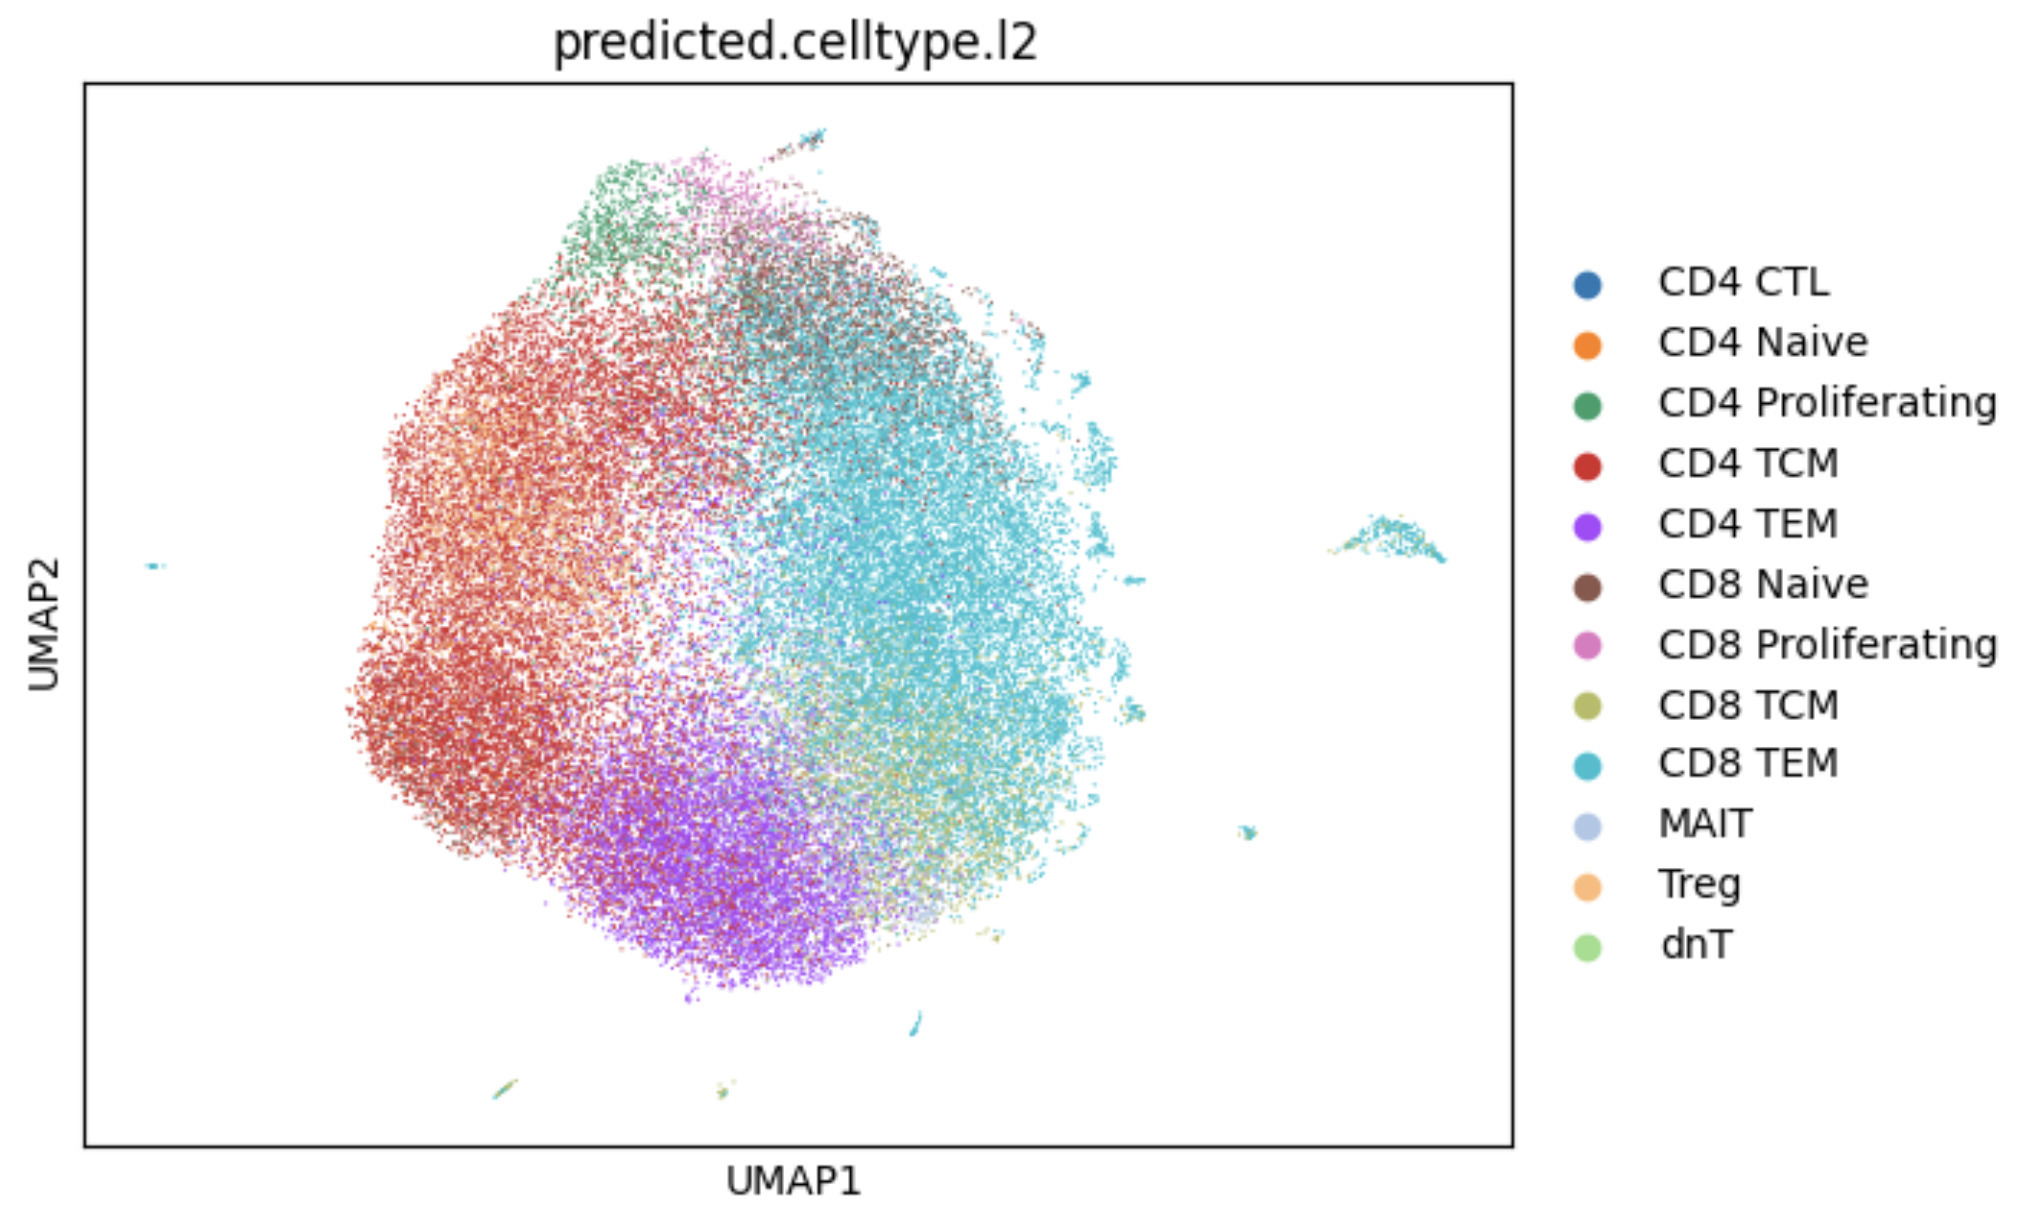 predicted.celltype.l2
UMAP2
UMAP1
CD4 CTL
CD4 Naive
CD4 Proliferating
CD4 TCM
CD4 TEM
CD8 Naive
CD8 Proliferating
CD8 TCM
CD8 TEM
MAIT
Treg
dnT